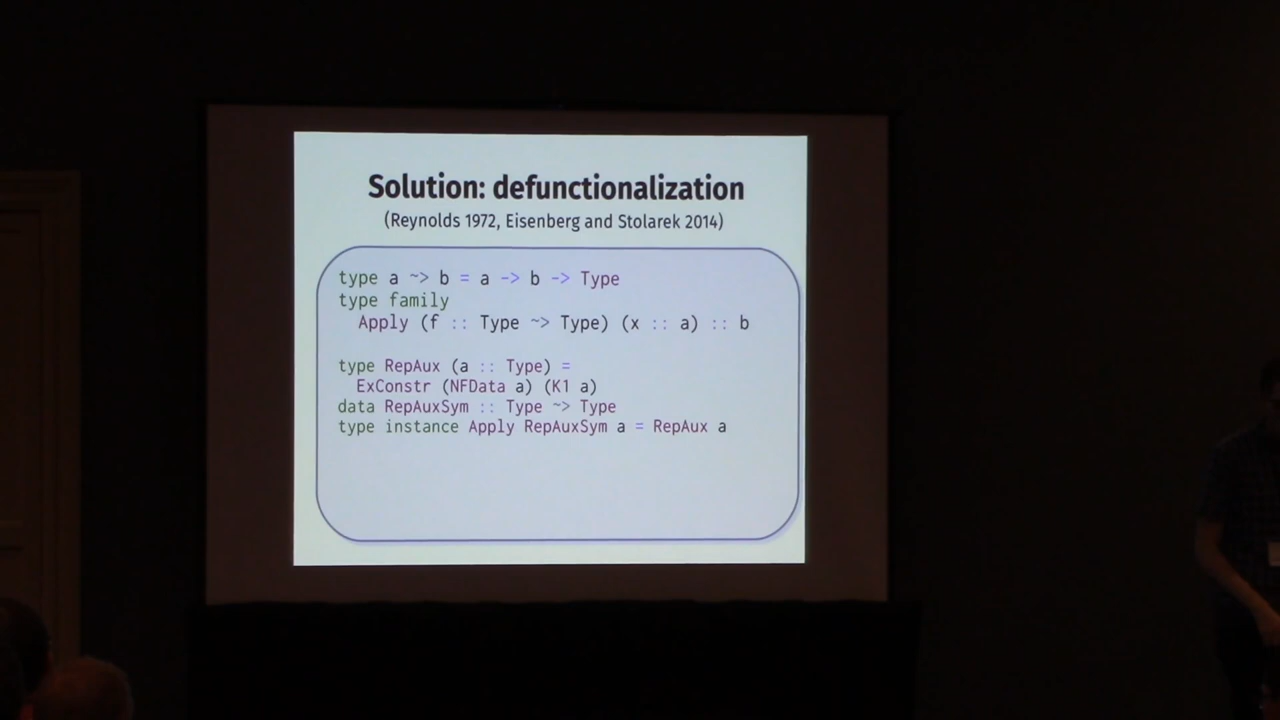 Solution: defunctionalization
(Reynolds 1972, Eisenberg and Stolarek 2014)
type a ~> b = a -> b -> Type
type family
Apply (f :: Type ~> Type) (x :: a) :: b
type RepAux (a :: Type) =
ExConstr (NFData a) (K1 a)
data RepAuxSym :: Type ~> Type
type instance Apply RepAuxSym a = RepAux a